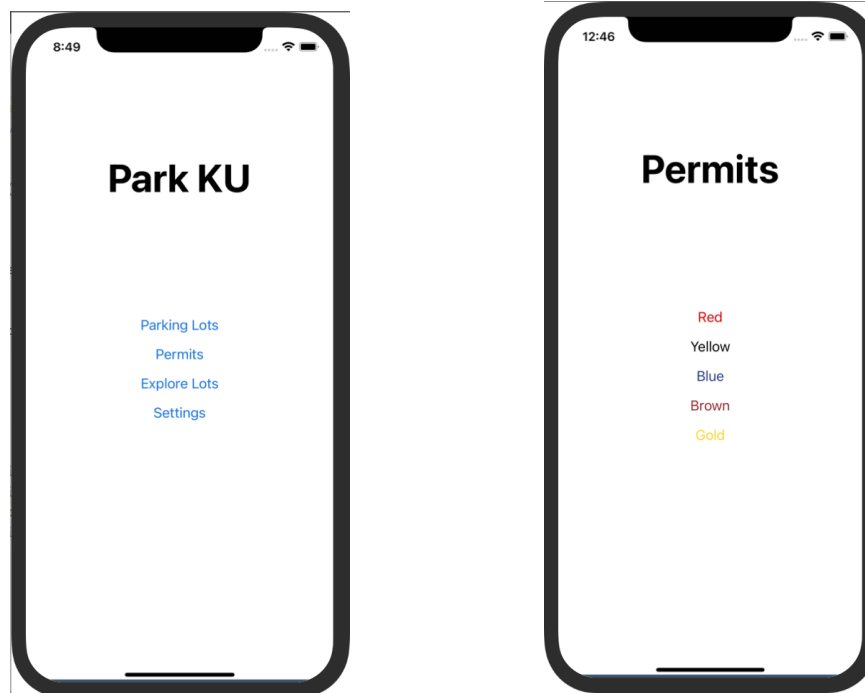 8:49
Park KU
Parking Lots
Permits
Explore Lots
Settings
12:46
Permits
Red
Yellow
Blue
Brown
Gold